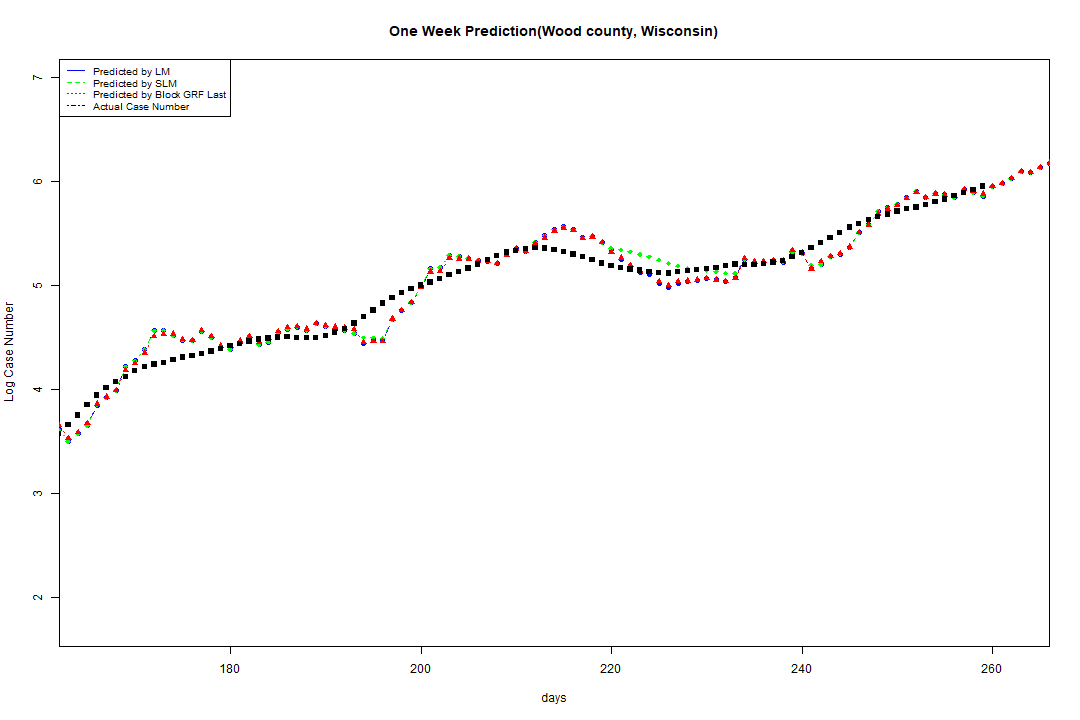 One Week Prediction(Wood county, Wisconsin)
Predicted by LM
Predicted by SLM
Predicted by Block GRF Last
Actual Case Number
7
6
5
4
3
2
Log Case Number
180 200 220 240 260
days